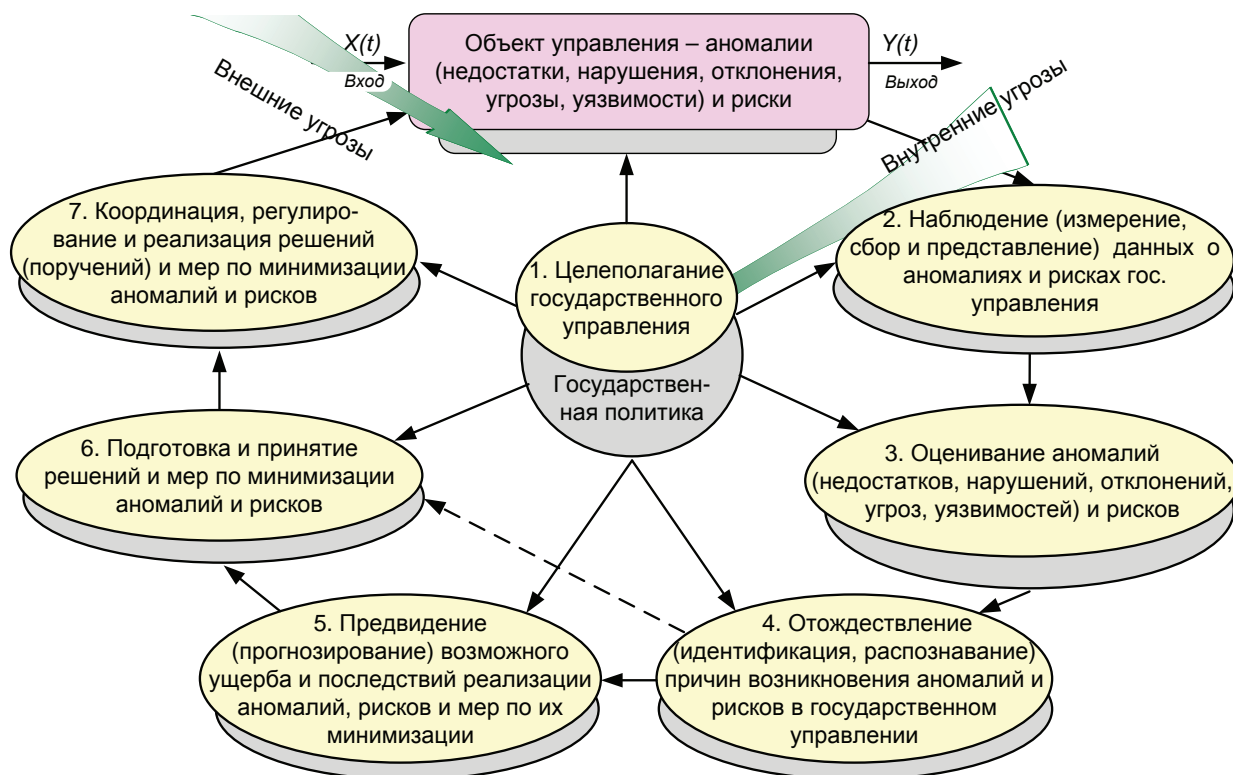 X(t)
Вход
Объект управления – аномалии
(недостатки, нарушения, отклонения,
угрозы, уязвимости) и риски
Y(t)
Выход
Внешние угрозы
Внутренние угрозы
1. Целеполагание
государственного
управления
Государствен-
ная политика
2. Наблюдение (измерение,
сбор и представление) данных о
аномалиях и рисках гос.
управления
3. Оценивание аномалий
(недостатков, нарушений, отклонений,
угроз, уязвимостей) и рисков
4. Отождествление
(идентификация, распознавание)
причин возникновения аномалий и
рисков в государственном
управлении
5. Предвидение
(прогнозирование) возможного
ущерба и последствий реализации
аномалий, рисков и мер по их
минимизации
6. Подготовка и принятие
решений и мер по минимизации
аномалий и рисков
7. Координация, регулиро-
вание и реализация решений
(поручений) и мер по минимизации
аномалий и рисков